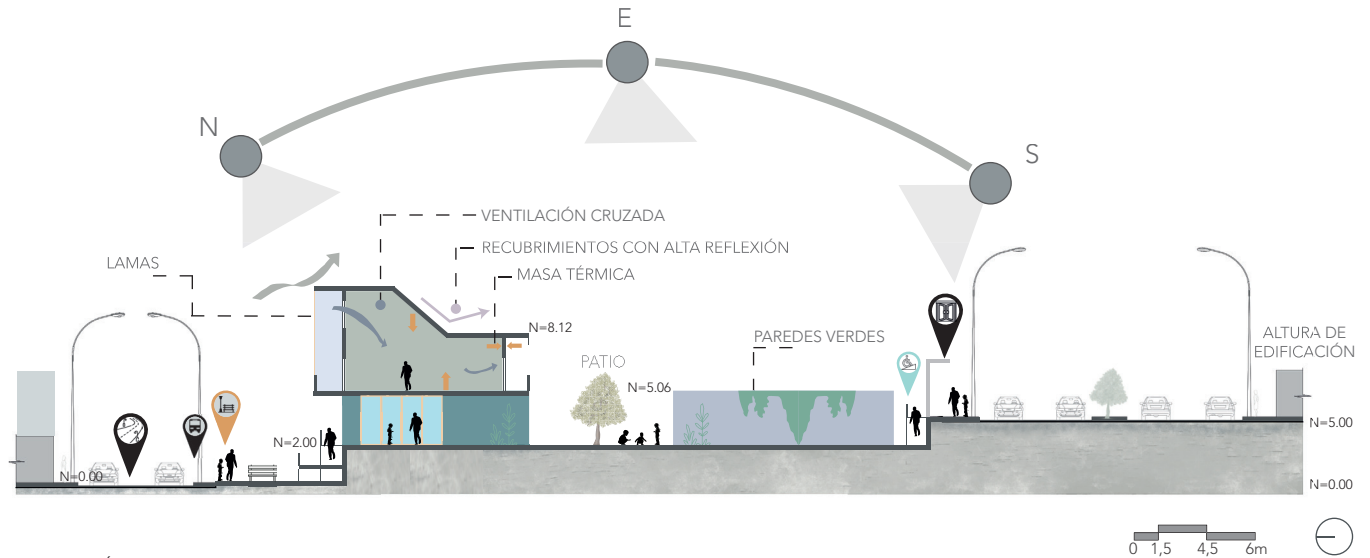 E
N
S
VENTILACIÓN CRUZADA
RECUBRIMIENTOS CON ALTA REFLEXIÓN
LAMAS
MASA TÉRMICA
N=8.12
PAREDES VERDES
ALTURA DE
EDIFICACIÓN
PATIO
N=5.06
N=5.00
N=2.00
N=0.00
N=0.00
0 1,5 4,5 6m